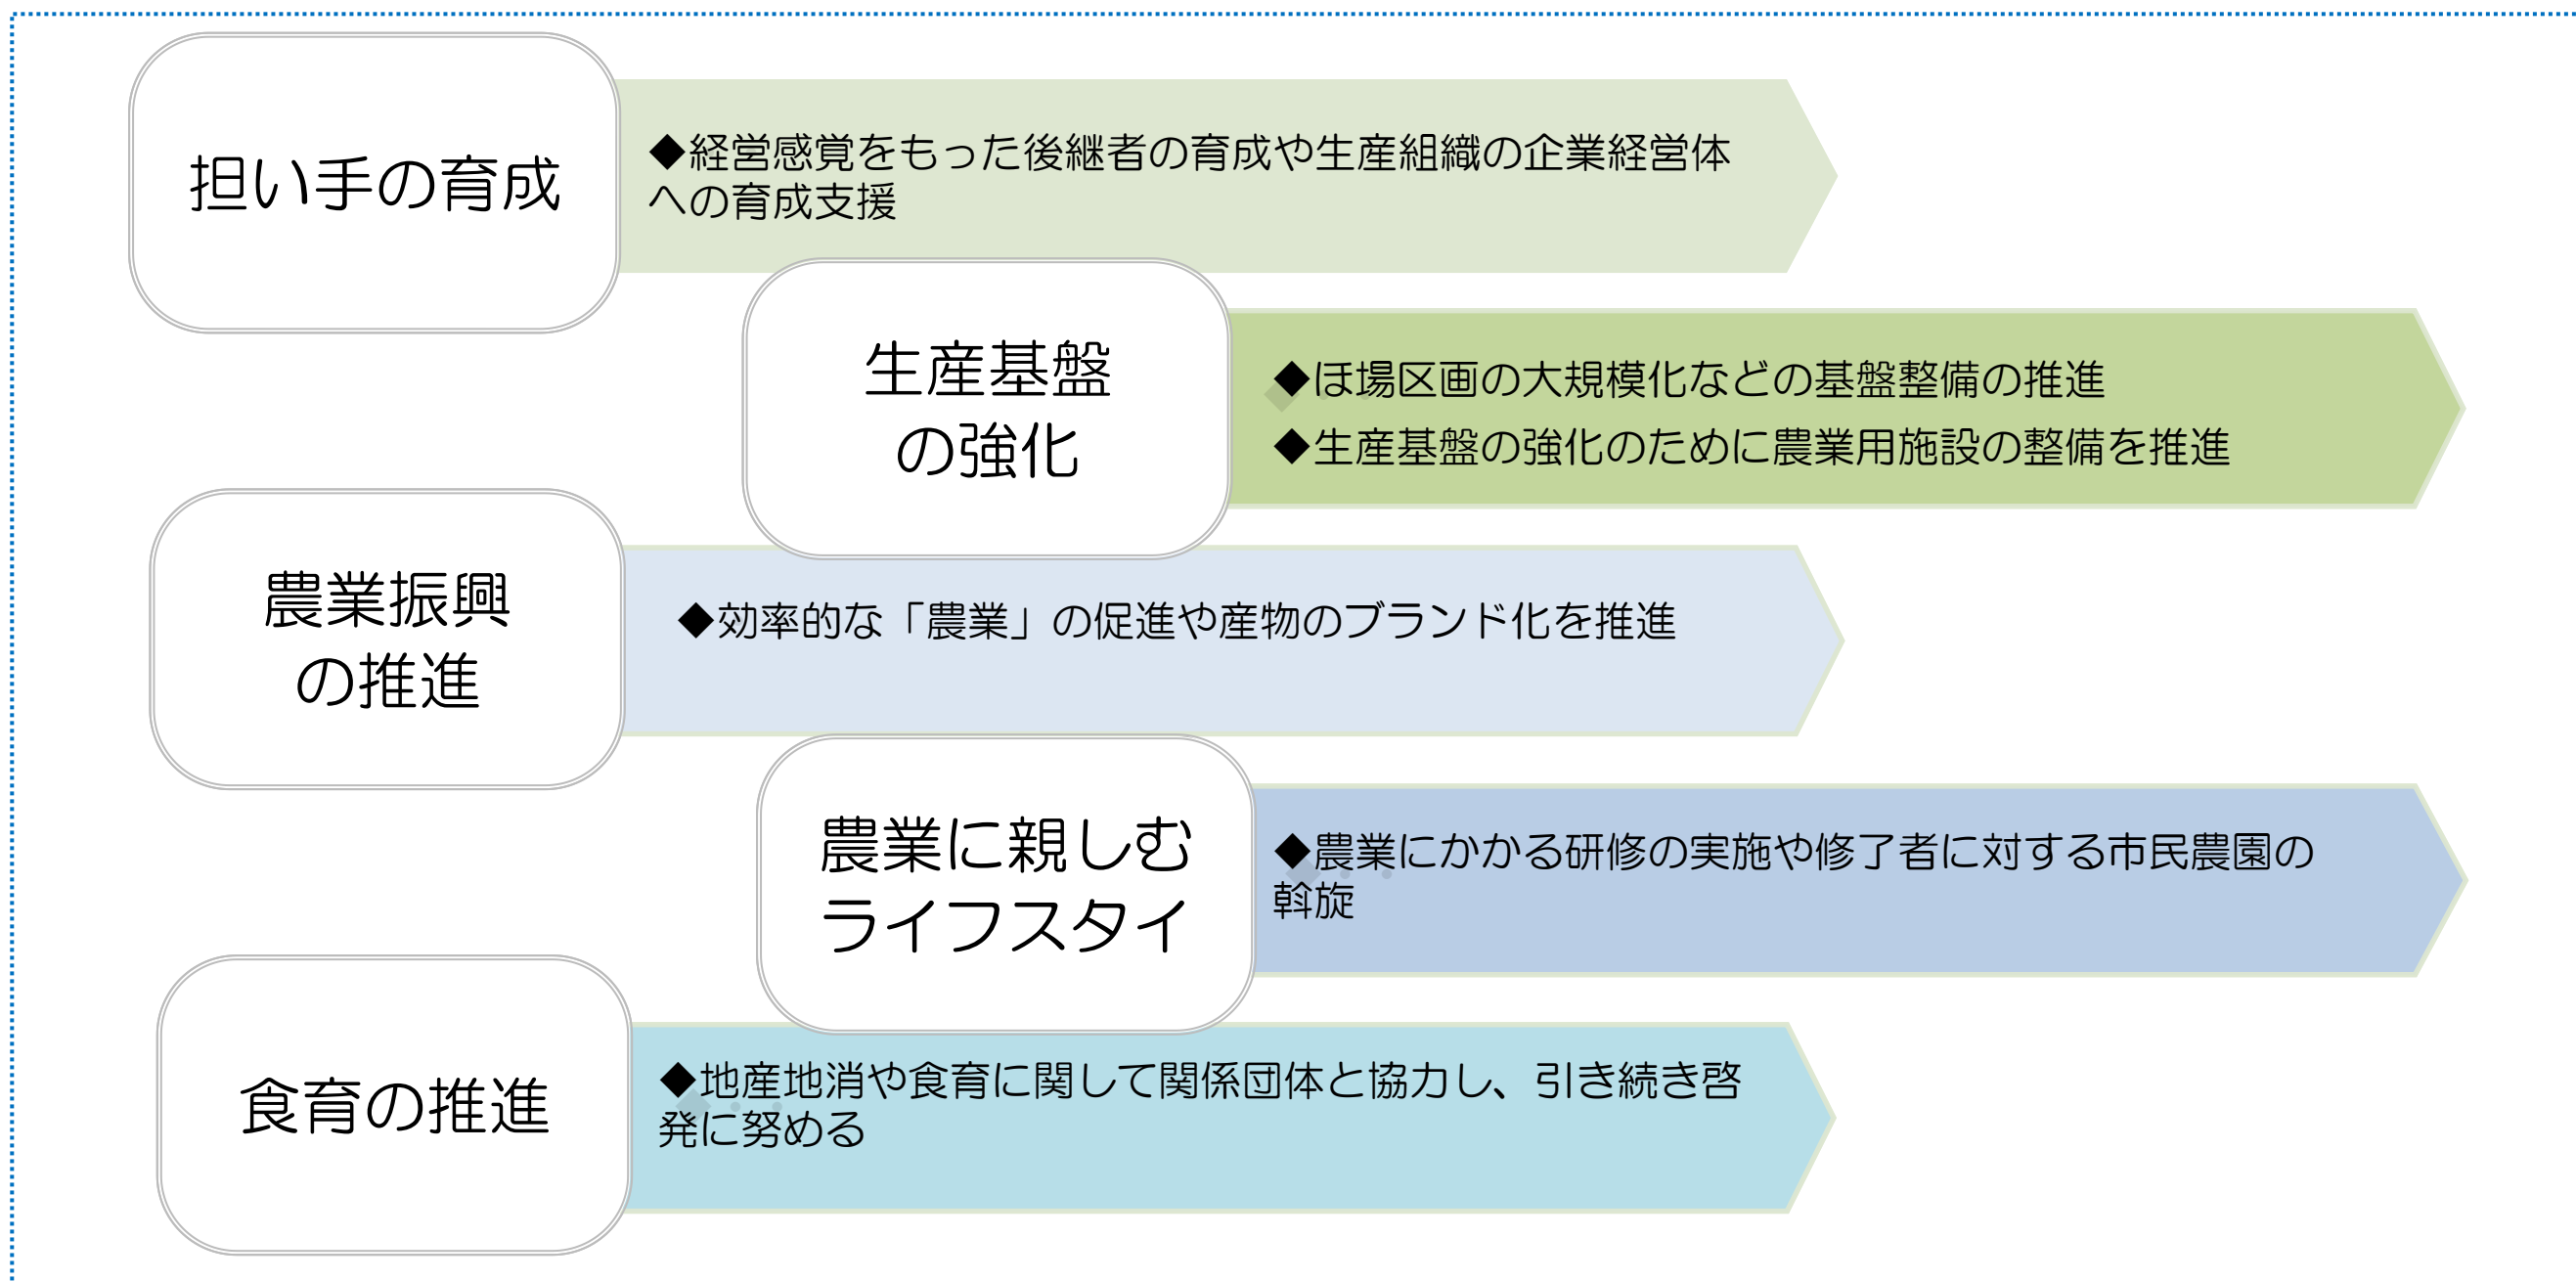 担い手の育成
◆経営感覚をもった後継者の育成や生産組織の企業経営体
への育成支援
生産基盤
の強化
◆ほ場区画の大規模化などの基盤整備の推進
◆生産基盤の強化のために農業用施設の整備を推進
農業振興
の推進
◆効率的な「農業」の促進や産物のブランド化を推進
農業に親しむ
ライフスタイ
◆農業にかかる研修の実施や修了者に対する市民農園の
斡旋
食育の推進
◆地産地消や食育に関して関係団体と協力し、引き続き啓
発に努める